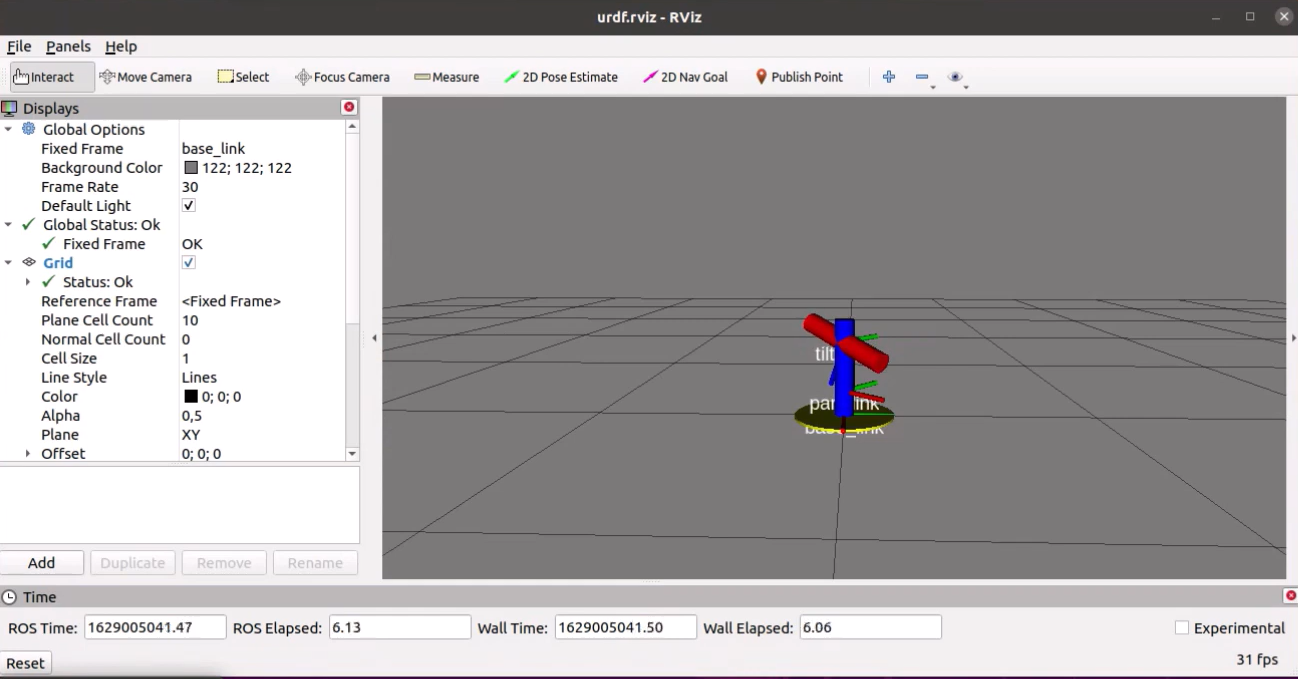 urdf.rviz - RViz
File Panels Help
Interact Move Camera Select Focus Camera Measure 2D Pose Estimate 2D Nav Goal Publish Point
Displays
Global Options
Fixed Frame base_link
Background Color 122; 122; 122
Frame Rate 30
Default Light
Global Status: Ok
Fixed Frame OK
Grid
Status: Ok
Reference Frame <Fixed Frame>
Plane Cell Count 10
Normal Cell Count 0
Cell Size 1
Line Style Lines
Color 0; 0; 0
Alpha 0,5
Plane XY
Offset 0; 0; 0
tilt
Add Duplicate Remove Rename
Time
ROS Time: 1629005041.47 ROS Elapsed: 6.13 Wall Time: 1629005041.50 Wall Elapsed: 6.06 Experimental
Reset 31 fps